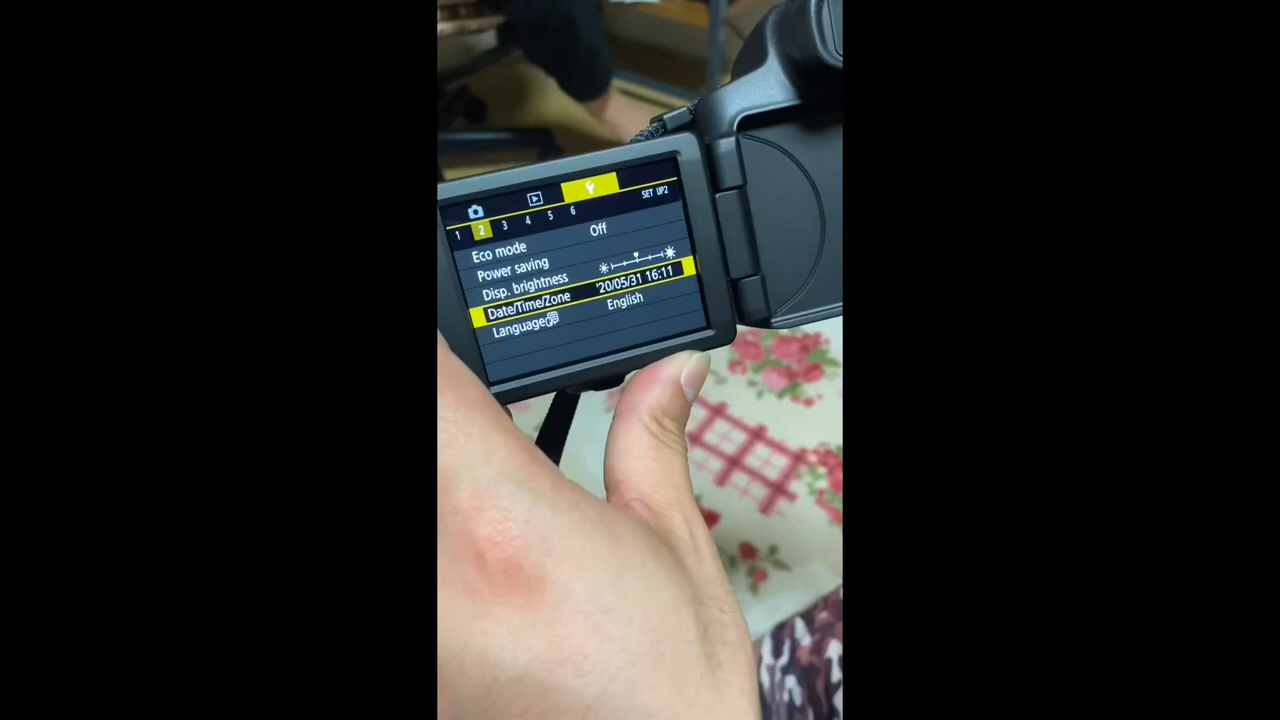 SET UP2
1 2 3 4 5 6
Eco mode Off
Power saving
Disp. brightness
Date/Time/Zone '20/05/31 16:11
Language English